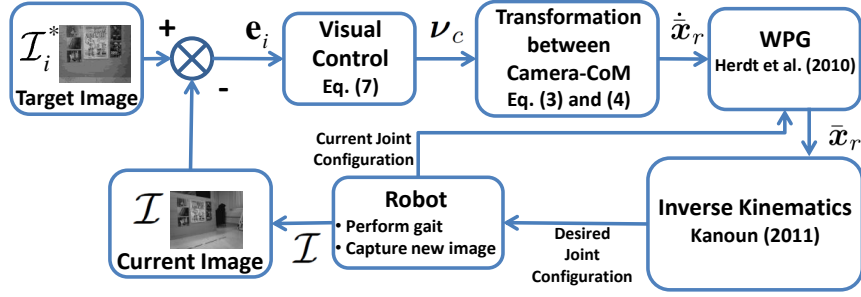 𝓘ᵢ*
Target Image
+
-
𝐞ᵢ
Visual
Control
Eq. (7)
𝝂_c
Transformation
between
Camera-CoM
Eq. (3) and (4)
ẋ̄ᵣ
WPG
Herdt et al. (2010)
x̄ᵣ
Current Joint
Configuration
𝓘
Current Image
𝓘
Robot
• Perform gait
• Capture new image
Desired
Joint
Configuration
Inverse Kinematics
Kanoun (2011)